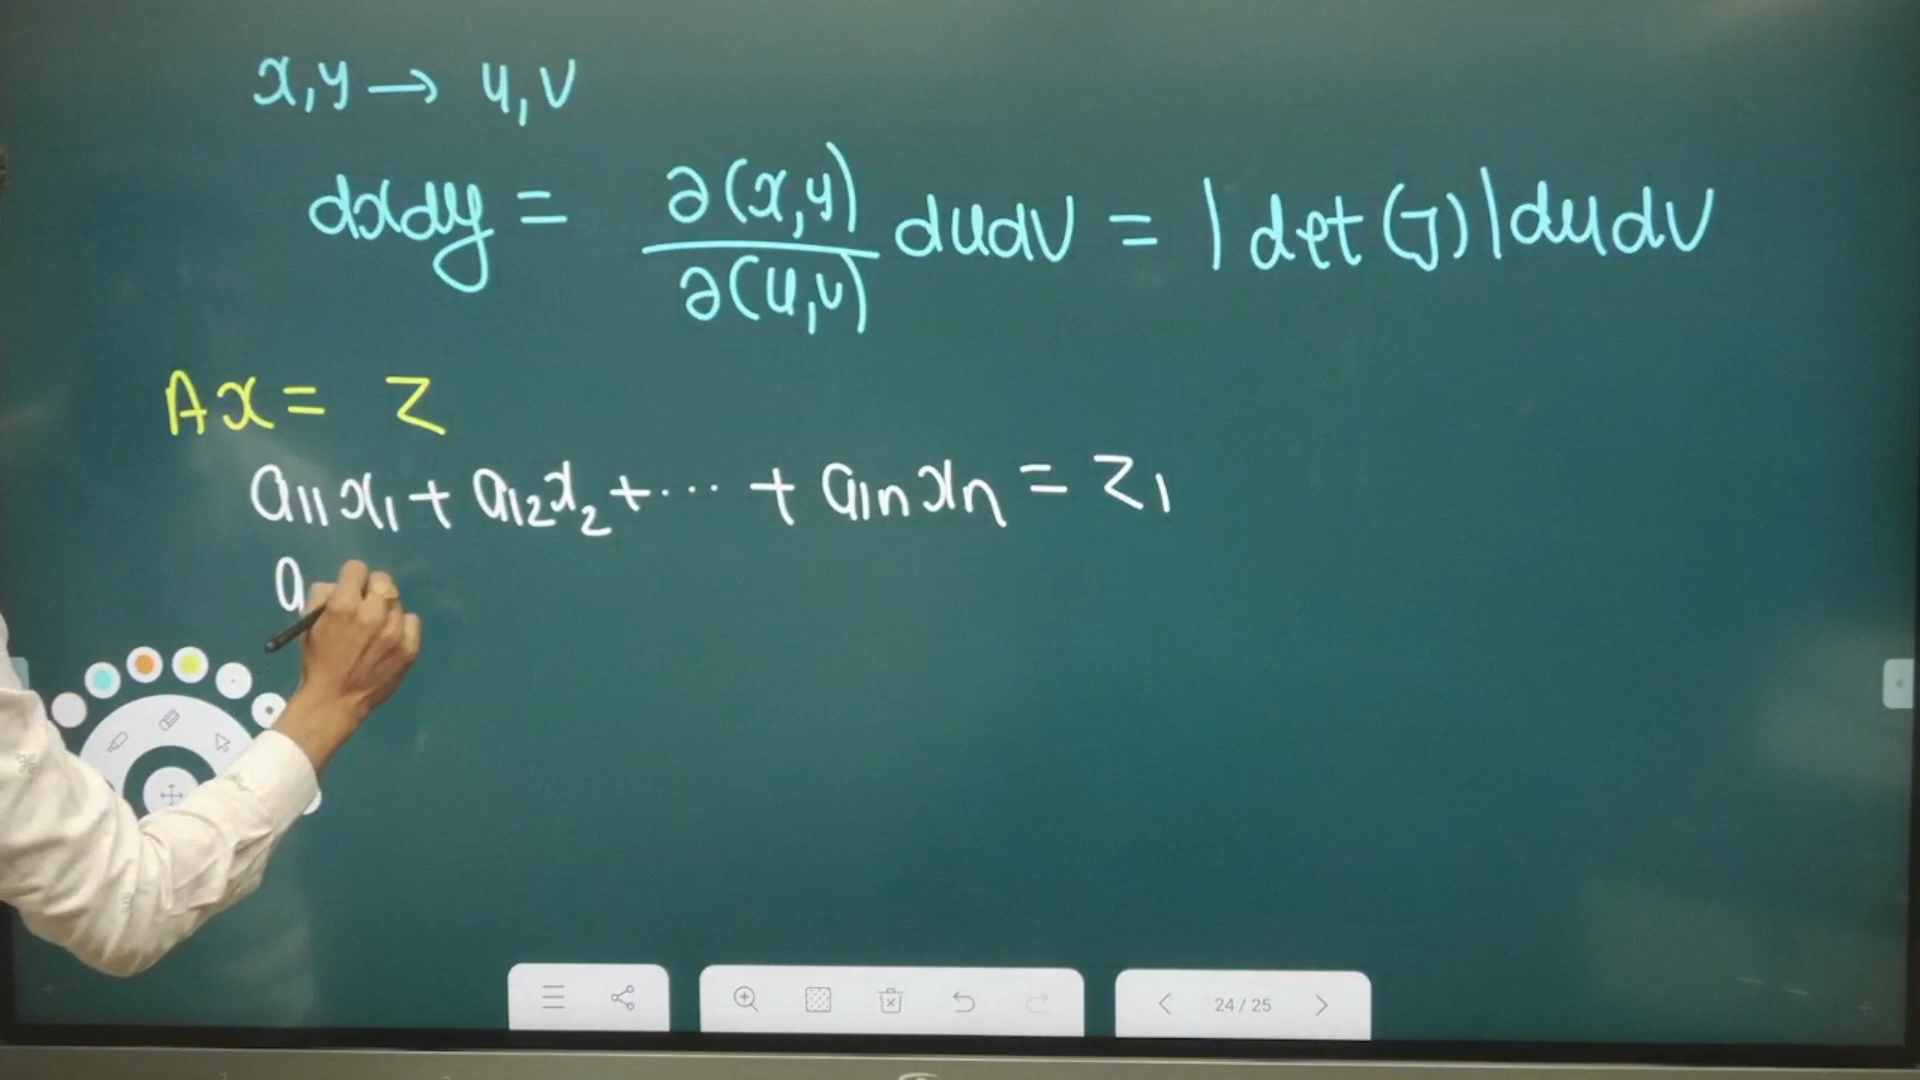 x,y → u,v
dxdy = ∂(x,y)/∂(u,v) dudv = |det(J)|dudv
Ax = z
a11x1 + a12x2 + ... + a1nxn = z1
a
24 / 25